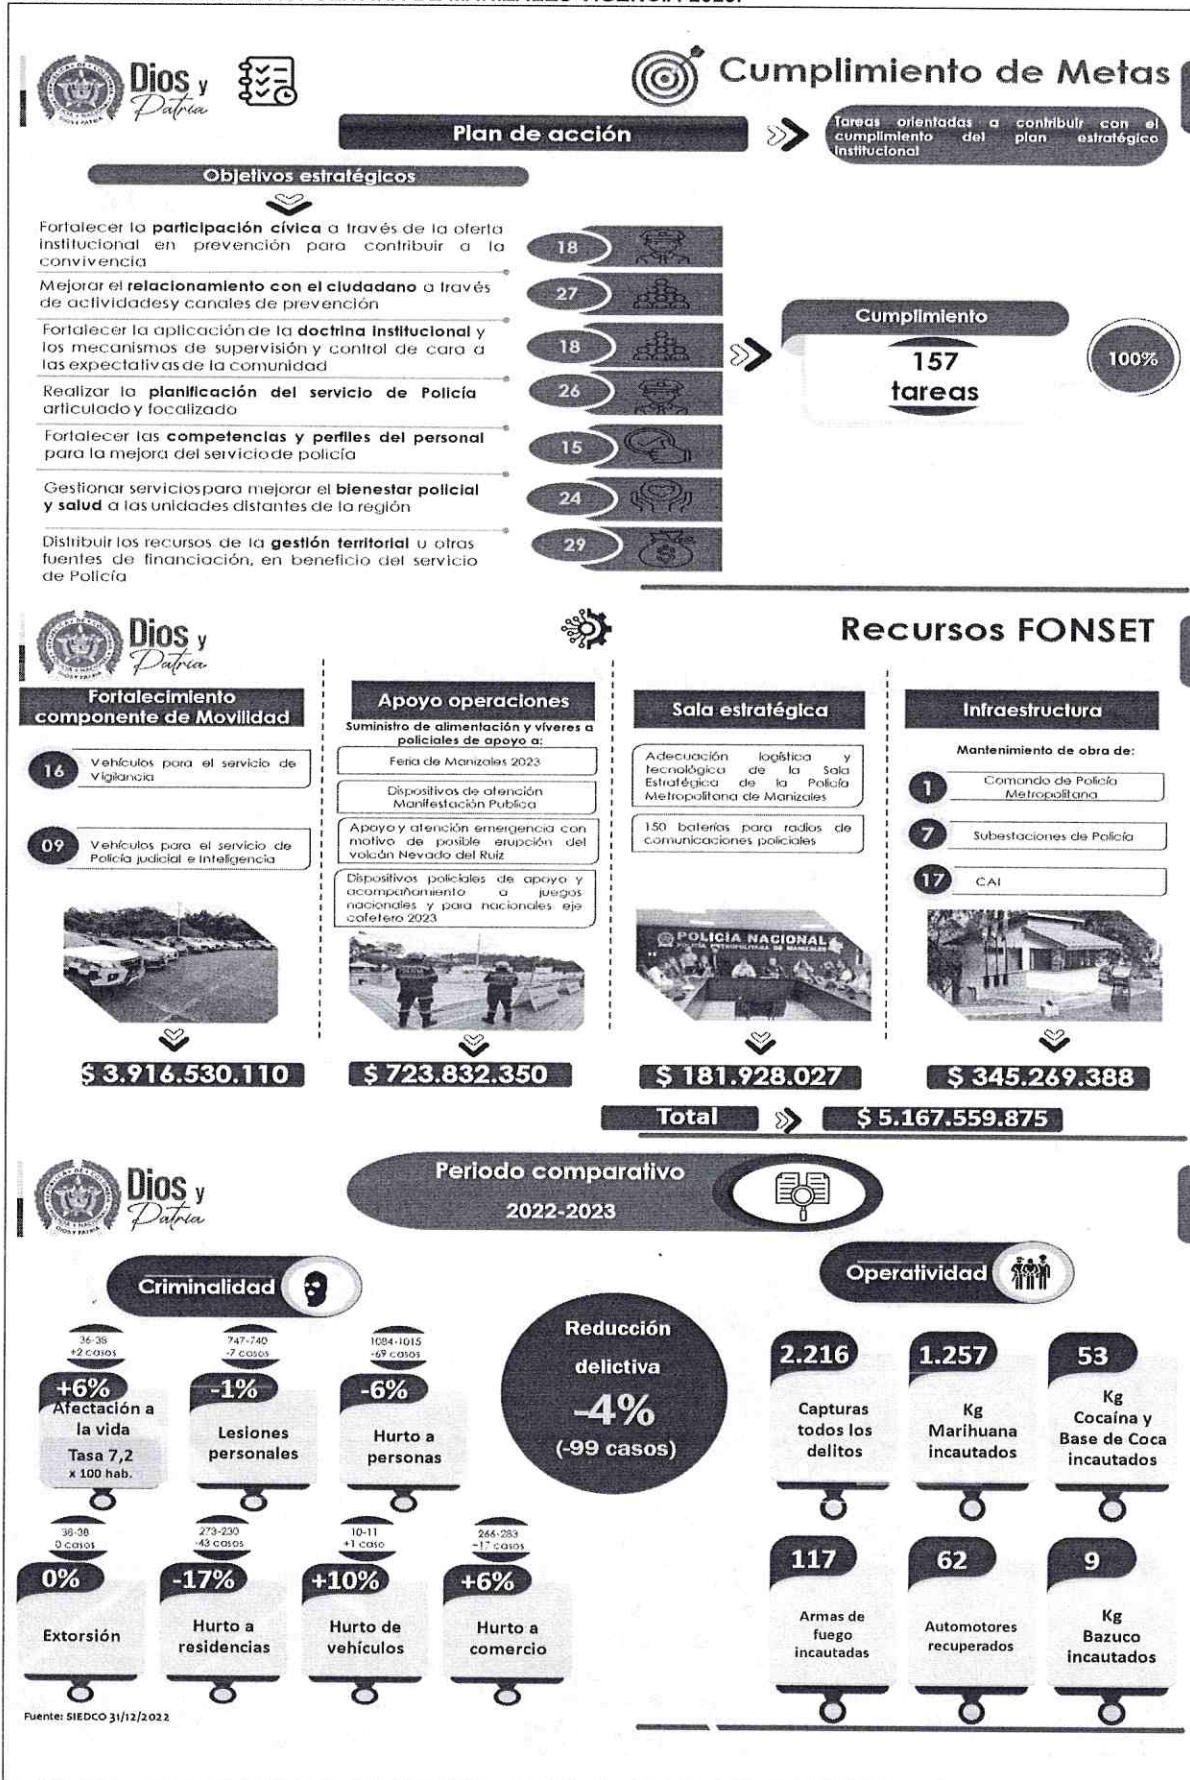 Dios y
Patria
Cumplimiento de Metas
Plan de acción
Tareas orientadas a contribuir con el
cumplimiento del plan estratégico
institucional
Objetivos estratégicos
Fortalecer la participación cívica a través de la oferta
institucional en prevención para contribuir a la
convivencia
18
Mejorar el relacionamiento con el ciudadano a través
de actividadesy canales de prevención
27
Fortalecer la aplicación de la doctrina institucional y
los mecanismos de supervisión y control de cara a
las expectativas de la comunidad
18
Realizar la planificación del servicio de Policía
articulado y focalizado
26
Fortalecer las competencias y perfiles del personal
para la mejora del servicio de policía
15
Gestionar servicios para mejorar el bienestar policial
y salud a las unidades distantes de la región
24
Distribuir los recursos de la gestión territorial u otras
fuentes de financiación, en beneficio del servicio
de Policía
29
Cumplimiento
157
tareas
100%
Dios y
Patria
Recursos FONSET
Fortalecimiento
componente de Movilidad
16
Vehículos para el servicio de
Vigilancia
09
Vehículos para el servicio de
Policía judicial e Inteligencia
$ 3.916.530.110
Apoyo operaciones
Suministro de alimentación y víveres a
policiales de apoyo a:
Feria de Manizales 2023
Dispositivos de atención
Manifestación Publica
Apoyo y atención emergencia con
motivo de posible erupción del
volcán Nevado del Ruiz
Dispositivos policiales de apoyo y
acompañamiento a juegos
nacionales y para nacionales eje
cafetero 2023
$ 723.832.350
Sala estratégica
Adecuación logística y
tecnológica de la Sala
Estratégica de la Policía
Metropolitana de Manizales
150 baterías para radios de
comunicaciones policiales
POLICIA NACIONAL
POLICÍA METROPOLITANA DE MANIZALES
$ 181.928.027
Infraestructura
Mantenimiento de obra de:
1
Comando de Policía
Metropolitana
7
Subestaciones de Policía
17
CAI
$ 345.269.388
Total
$ 5.167.559.875
Dios y
Patria
Periodo comparativo
2022-2023
Criminalidad
36-38
+2 casos
+6%
Afectación a
la vida
Tasa 7,2
x 100 hab.
747-740
-7 casos
-1%
Lesiones
personales
1084-1015
-69 casos
-6%
Hurto a
personas
38-38
0 casos
0%
Extorsión
273-230
-43 casos
-17%
Hurto a
residencias
10-11
+1 caso
+10%
Hurto de
vehículos
266-283
casos
+6%
Hurto a
comercio
Reducción
delictiva
-4%
(-99 casos)
Operatividad
2.216
Capturas
todos los
delitos
1.257
Kg
Marihuana
incautados
53
Kg
Cocaína y
Base de Coca
incautados
117
Armas de
fuego
incautadas
62
Automotores
recuperados
9
Kg
Bazuco
incautados
Fuente: SIEDCO 31/12/2022